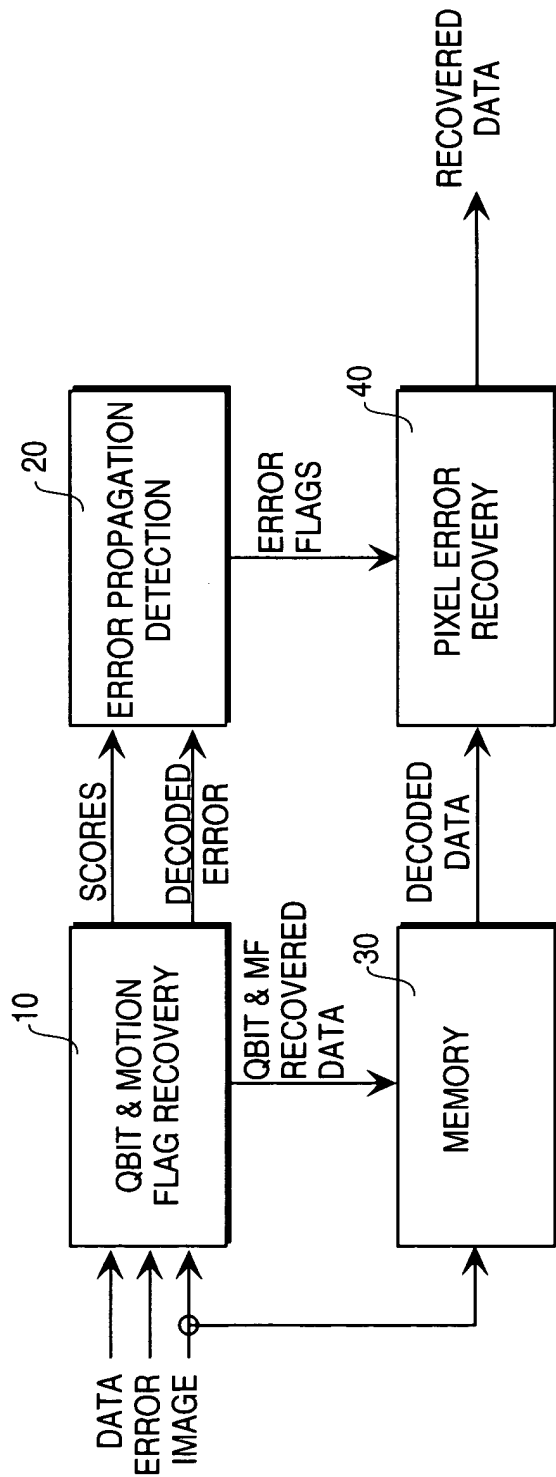 DATA
ERROR
IMAGE
10
QBIT & MOTION
FLAG RECOVERY
SCORES
DECODED
ERROR
20
ERROR PROPAGATION
DETECTION
QBIT & MF
RECOVERED
DATA
ERROR
FLAGS
30
MEMORY
DECODED
DATA
40
PIXEL ERROR
RECOVERY
RECOVERED
DATA